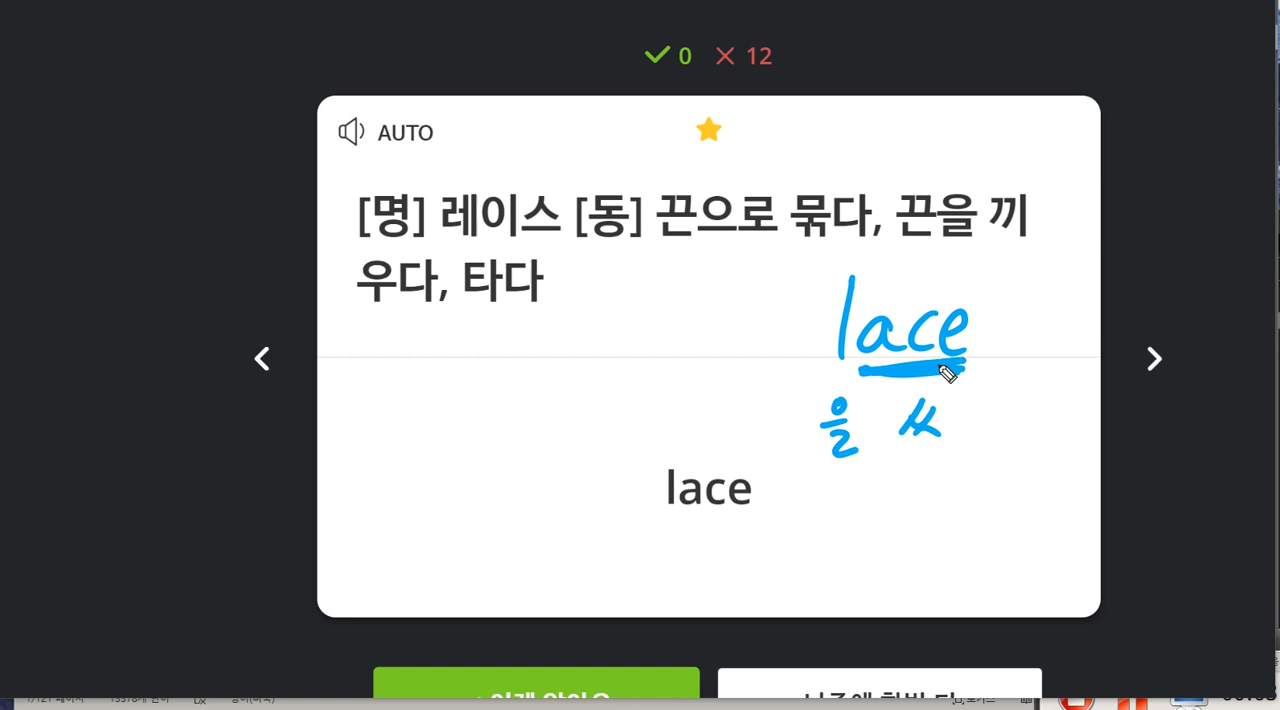 0 12
AUTO
[명] 레이스 [동] 끈으로 묶다, 끈을 끼
우다, 타다
lace
을 ㅆ
lace